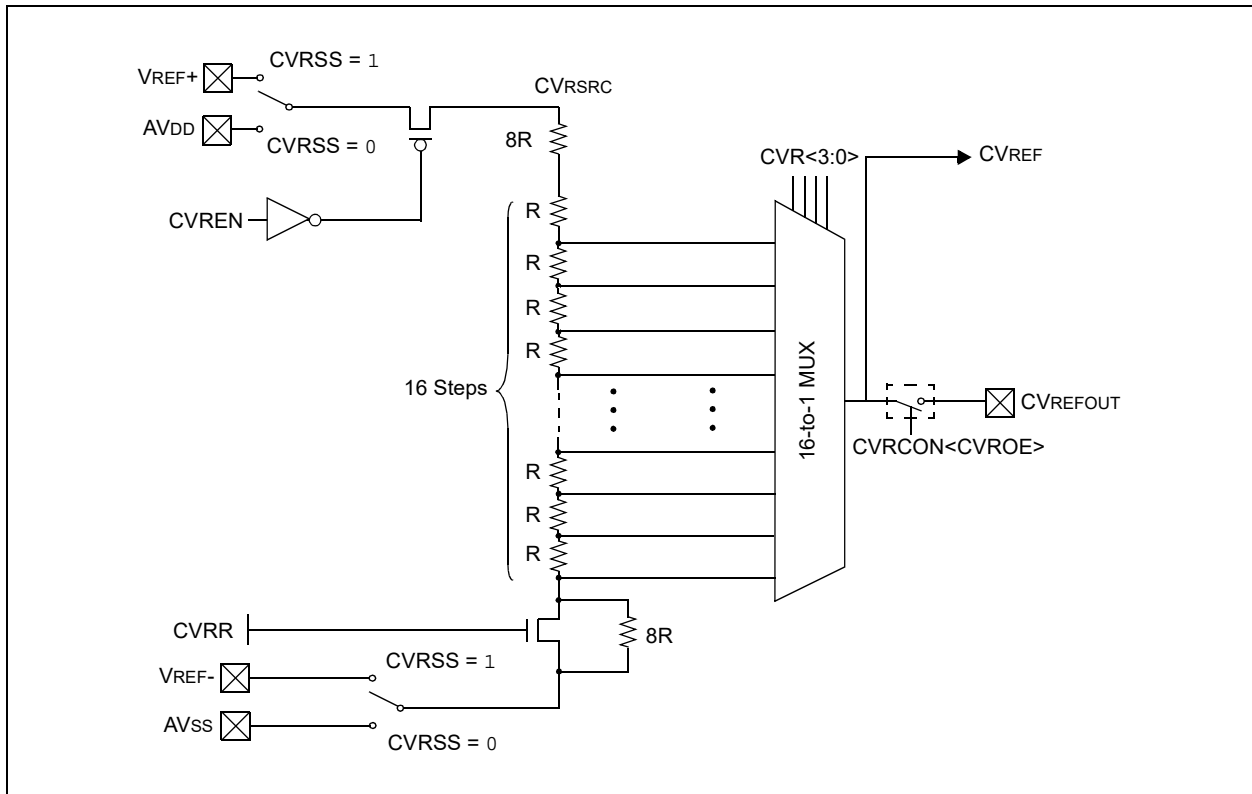 CVRSS = 1
VREF+
CVRSRC
AVDD
8R
CVRSS = 0
CVR<3:0>
CVREF
CVREN
R
R
R
R
16 Steps
16-to-1 MUX
CVREFOUT
CVRCON<CVROE>
R
R
R
CVRR
8R
CVRSS = 1
VREF-
AVSS
CVRSS = 0